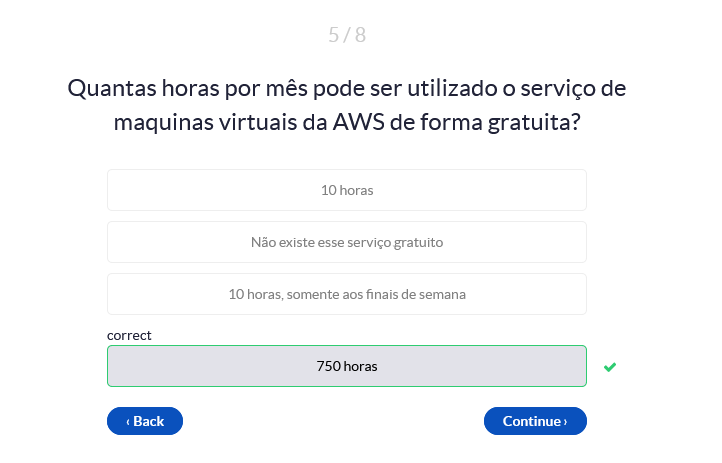 5 / 8
Quantas horas por mês pode ser utilizado o serviço de
maquinas virtuais da AWS de forma gratuita?
10 horas
Não existe esse serviço gratuito
10 horas, somente aos finais de semana
correct
750 horas
‹ Back
Continue ›